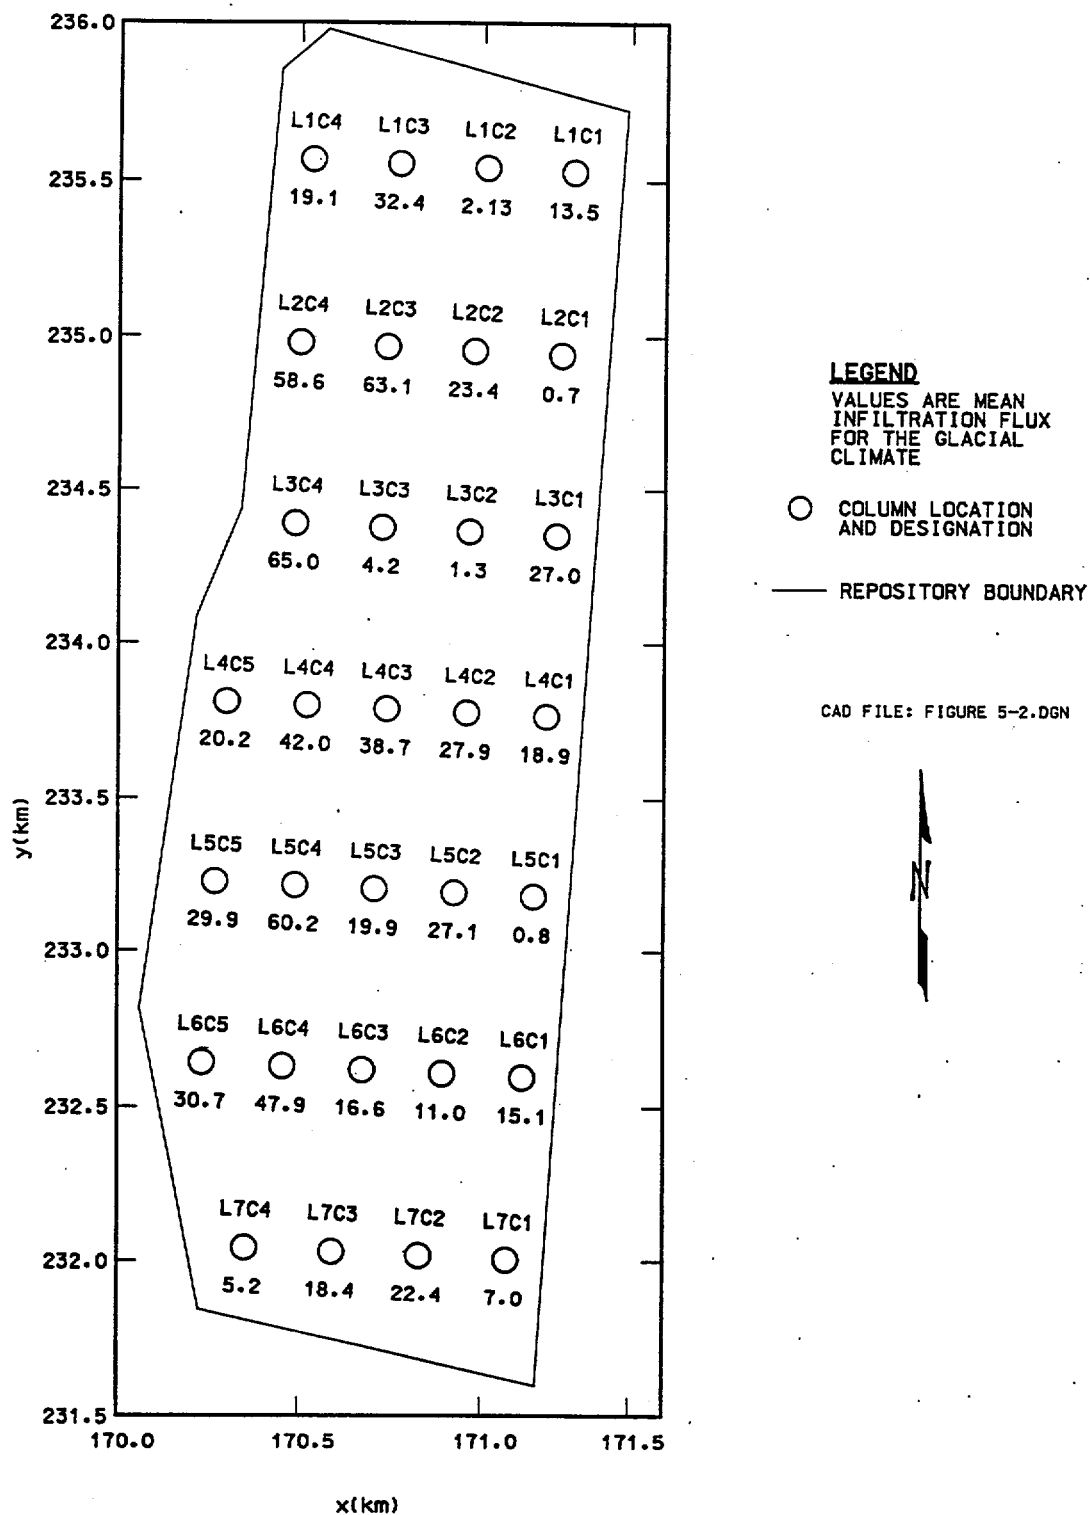 236.0
L1C4 L1C3 L1C2 L1C1
235.5
19.1 32.4 2.13 13.5
L2C4 L2C3 L2C2 L2C1
235.0
58.6 63.1 23.4 0.7
LEGEND
VALUES ARE MEAN
INFILTRATION FLUX
FOR THE GLACIAL
CLIMATE
L3C4 L3C3 L3C2 L3C1
234.5
65.0 4.2 1.3 27.0
COLUMN LOCATION
AND DESIGNATION
REPOSITORY BOUNDARY
234.0
L4C5 L4C4 L4C3 L4C2 L4C1
20.2 42.0 38.7 27.9 18.9
CAD FILE: FIGURE 5-2.DGN
233.5
y(km)
L5C5 L5C4 L5C3 L5C2 L5C1
29.9 60.2 19.9 27.1 0.8
N
233.0
L6C5 L6C4 L6C3 L6C2 L6C1
30.7 47.9 16.6 11.0 15.1
232.5
L7C4 L7C3 L7C2 L7C1
232.0
5.2 18.4 22.4 7.0
231.5
170.0 170.5 171.0 171.5
x(km)